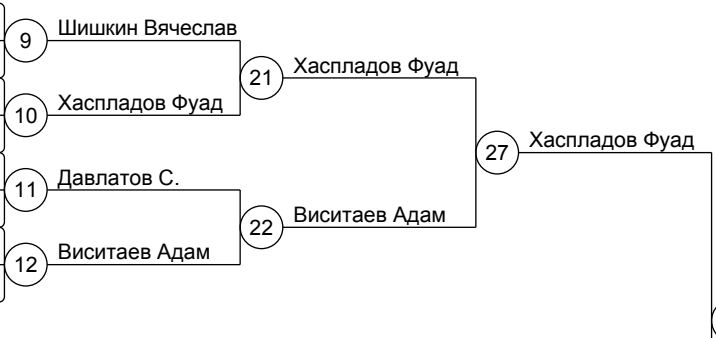 9 Шишкин Вячеслав
21 Хаспладов Фуад
10 Хаспладов Фуад
27 Хаспладов Фуад
11 Давлатов С.
22 Виситаев Адам
12 Виситаев Адам